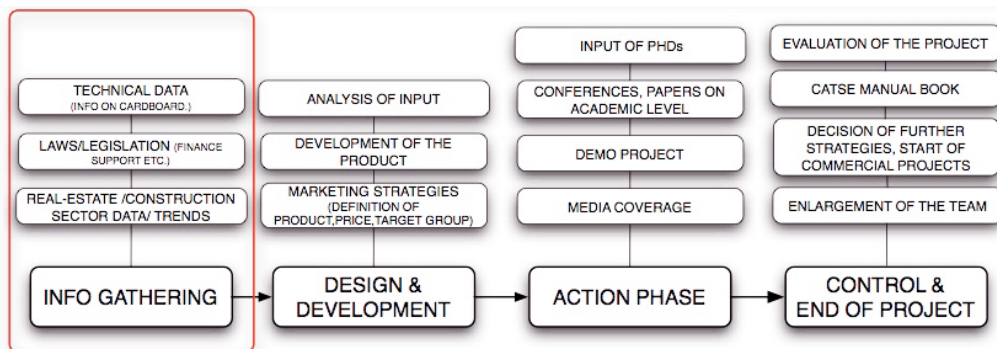 TECHNICAL DATA
(INFO ON CARDBOARD.)
LAWS/LEGISLATION (FINANCE
SUPPORT ETC.)
REAL-ESTATE /CONSTRUCTION
SECTOR DATA/ TRENDS
INFO GATHERING
ANALYSIS OF INPUT
DEVELOPMENT OF THE
PRODUCT
MARKETING STRATEGIES
(DEFINITION OF
PRODUCT,PRICE,TARGET GROUP)
DESIGN &
DEVELOPMENT
INPUT OF PHDs
CONFERENCES, PAPERS ON
ACADEMIC LEVEL
DEMO PROJECT
MEDIA COVERAGE
ACTION PHASE
EVALUATION OF THE PROJECT
CATSE MANUAL BOOK
DECISION OF FURTHER
STRATEGIES, START OF
COMMERCIAL PROJECTS
ENLARGEMENT OF THE TEAM
CONTROL &
END OF PROJECT